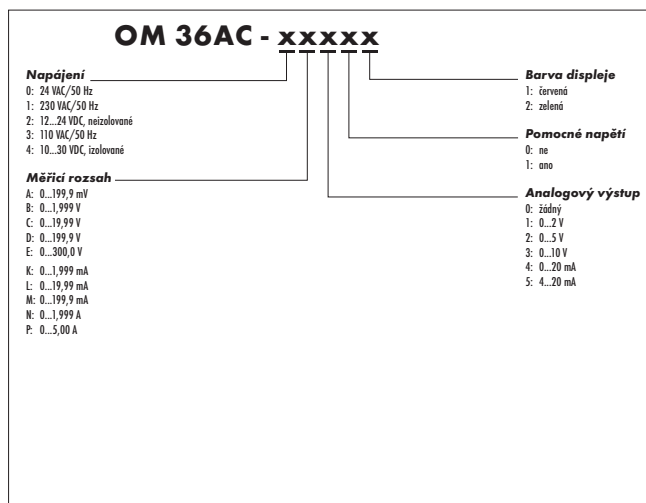 OM 36AC - xxxxx
Napájení
0: 24 VAC/50 Hz
1: 230 VAC/50 Hz
2: 12...24 VDC, neizolované
3: 110 VAC/50 Hz
4: 10...30 VDC, izolované
Měřicí rozsah
A: 0...199,9 mV
B: 0...1,999 V
C: 0...19,99 V
D: 0...199,9 V
E: 0...300,0 V
K: 0...1,999 mA
L: 0...19,99 mA
M: 0...199,9 mA
N: 0...1,999 A
P: 0...5,00 A
Barva displeje
1: červená
2: zelená
Pomocné napětí
0: ne
1: ano
Analogový výstup
0: žádný
1: 0...2 V
2: 0...5 V
3: 0...10 V
4: 0...20 mA
5: 4...20 mA